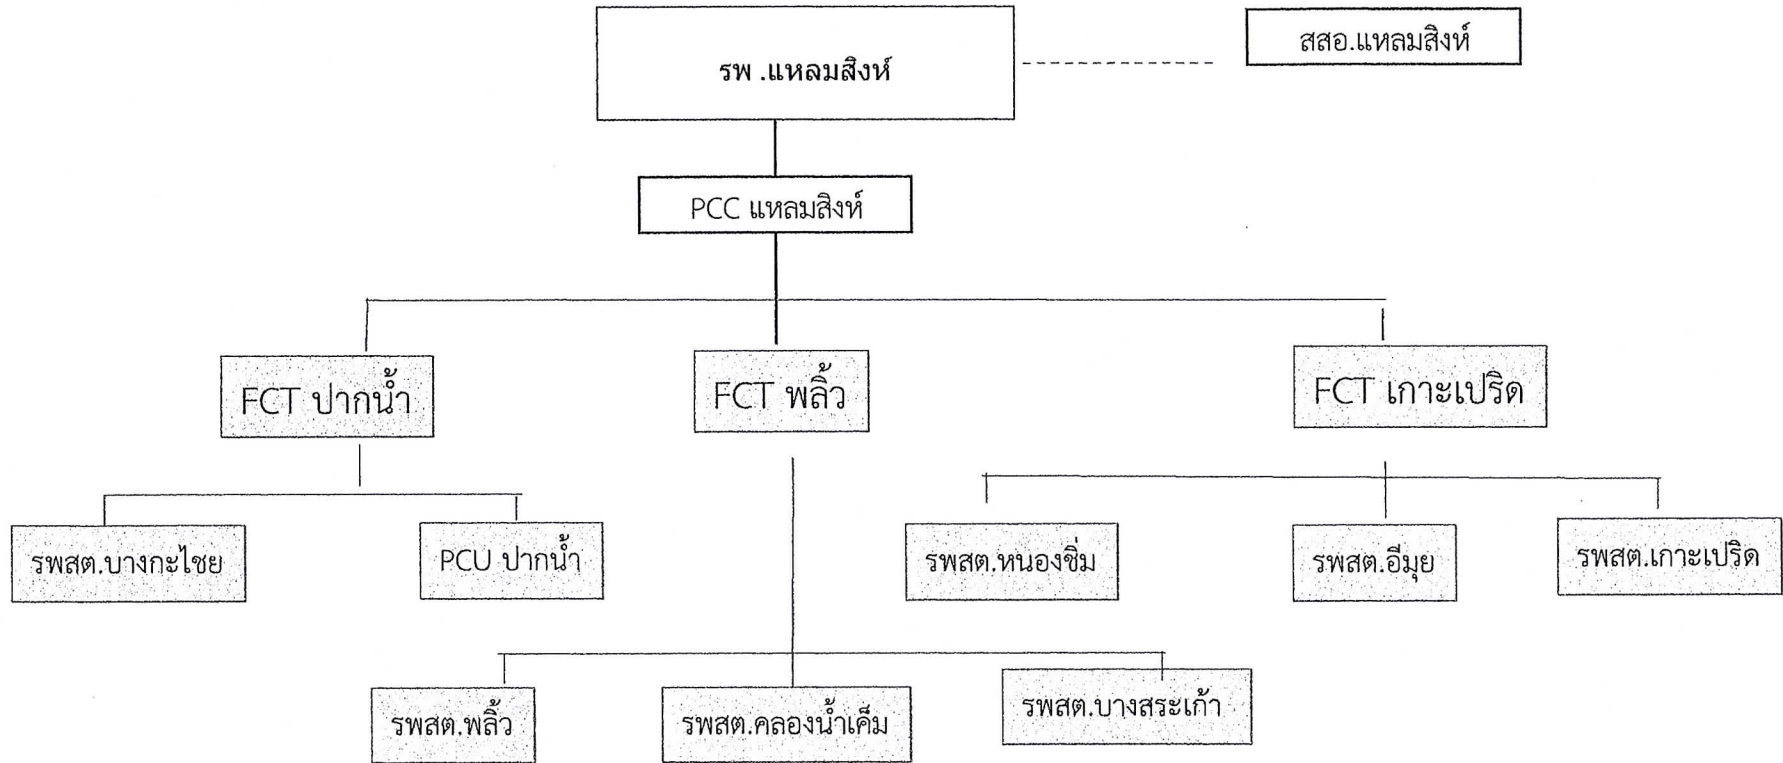 รพ .แหลมสิงห์
สสอ.แหลมสิงห์
PCC แหลมสิงห์
FCT ปากน้ำ
FCT พลิ้ว
FCT เกาะเปริด
รพสต.บางกะไชย
PCU ปากน้ำ
รพสต.หนองชิ่ม
รพสต.อีมุย
รพสต.เกาะเปริด
รพสต.พลิ้ว
รพสต.คลองน้ำเค็ม
รพสต.บางสระเก้า